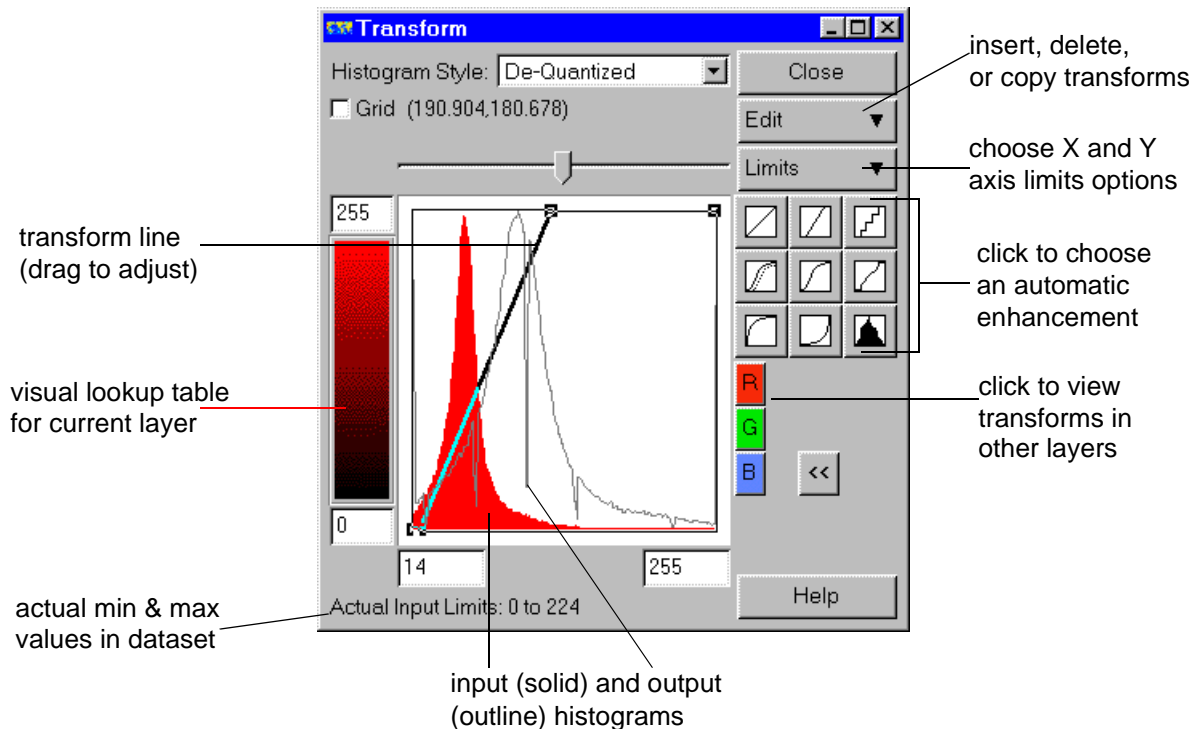 Transform
insert, delete,
or copy transforms
Histogram Style: De-Quantized
Close
Grid (190.904,180.678)
Edit
choose X and Y
axis limits options
Limits
255
transform line
(drag to adjust)
click to choose
an automatic
enhancement
visual lookup table
for current layer
R
G
B
<<
click to view
transforms in
other layers
0
14
255
actual min & max
values in dataset
Actual Input Limits: 0 to 224
Help
input (solid) and output
(outline) histograms